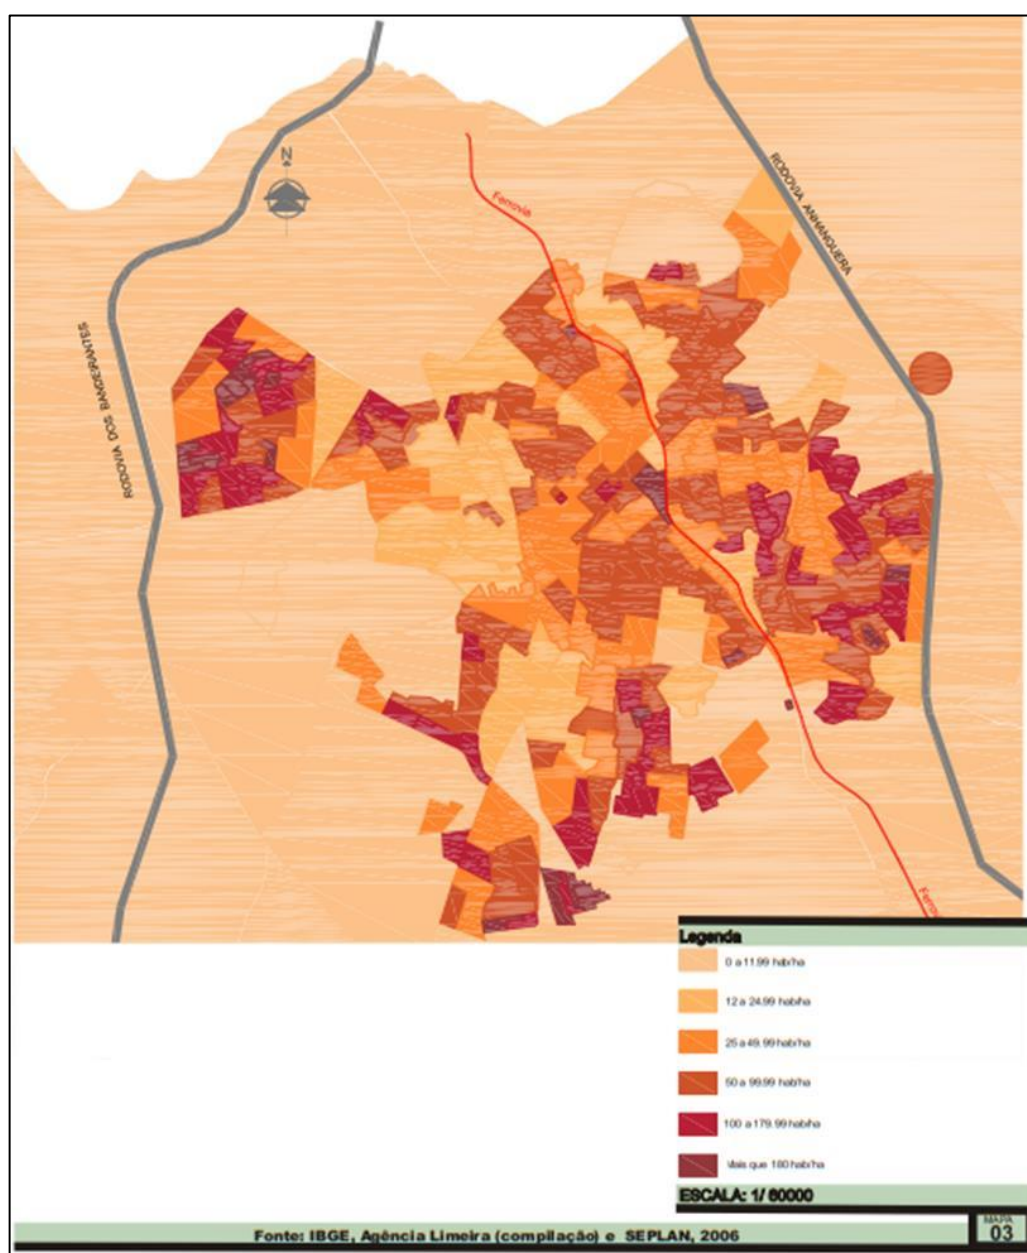 N
Ferrovia
RODOVIA ANHANGUERA
RODOVIA DOS BANDEIRANTES
Legenda
0 a 11.99 hab/ha
12 a 24.99 hab/ha
25 a 49.99 hab/ha
50 a 99.99 hab/ha
100 a 179.99 hab/ha
Mais que 180 hab/ha
ESCALA: 1/ 60000
Fonte: IBGE, Agência Limeira (compilação) e SEPLAN, 2006
MAPA
03